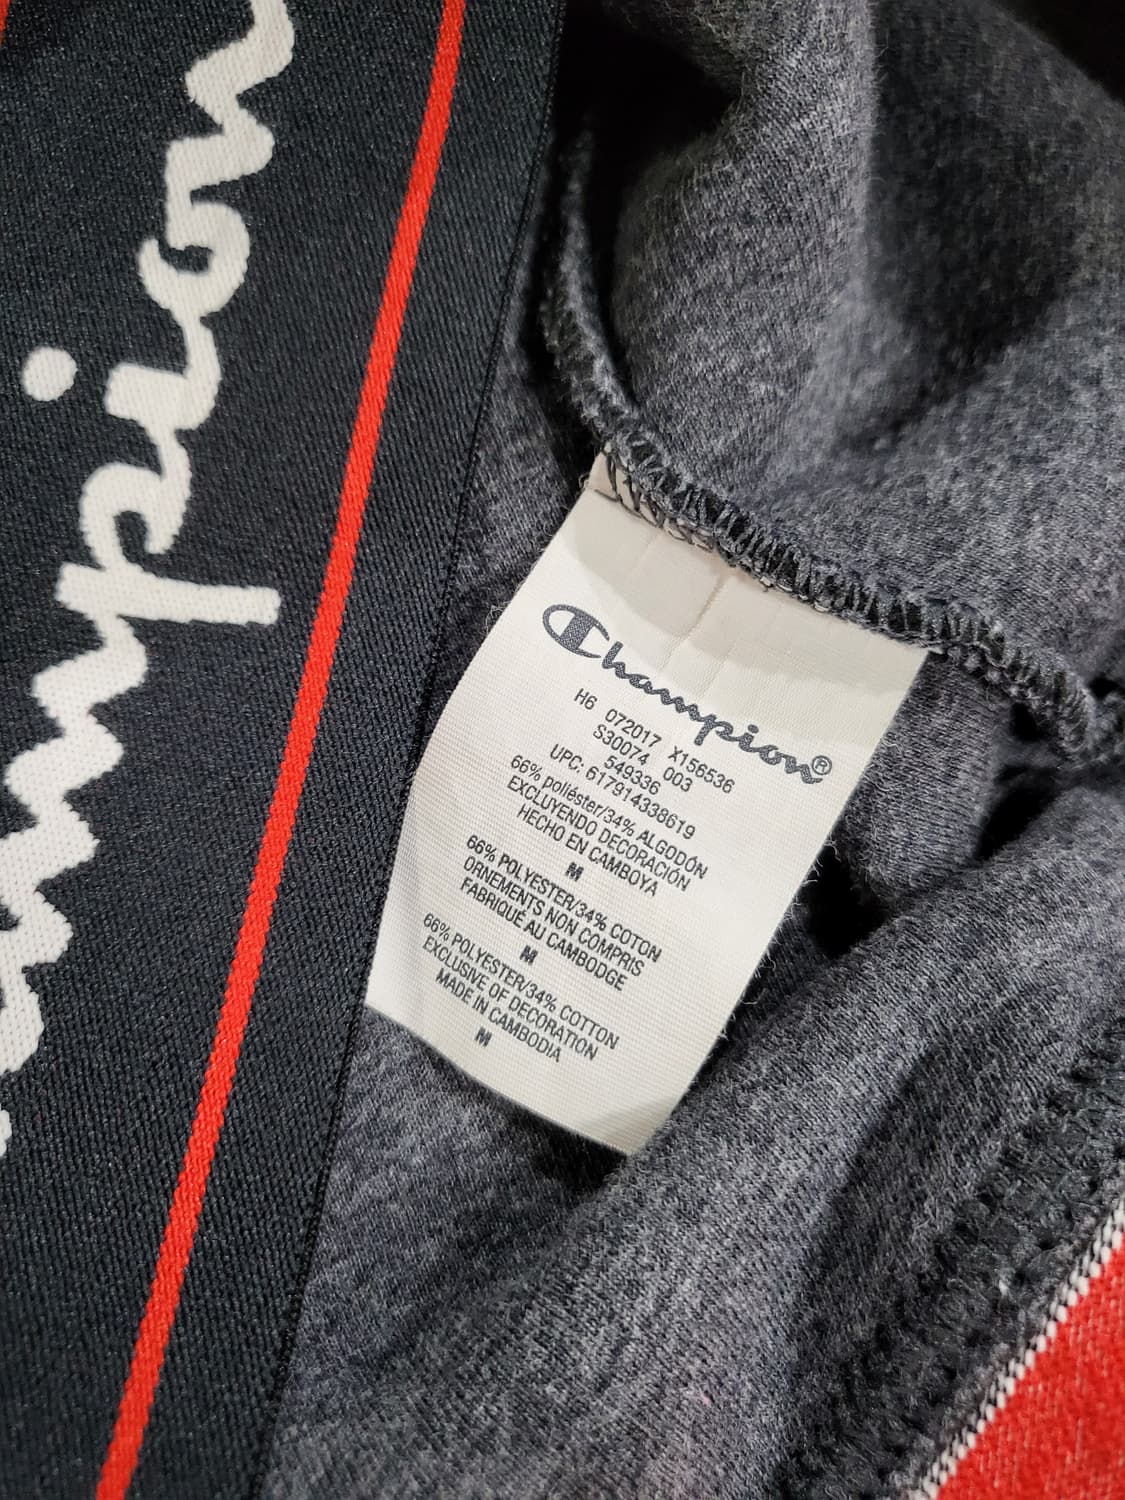 Champion
Champion®
H6 072017 X156536
S30074 003
549336
UPC: 617914338619
66% poliéster/34% ALGODÓN
EXCLUYENDO DECORACIÓN
HECHO EN CAMBOYA
M
66% POLYESTER/34% COTON
ORNEMENTS NON COMPRIS
FABRIQUÉ AU CAMBODGE
M
66% POLYESTER/34% COTTON
EXCLUSIVE OF DECORATION
MADE IN CAMBODIA
M